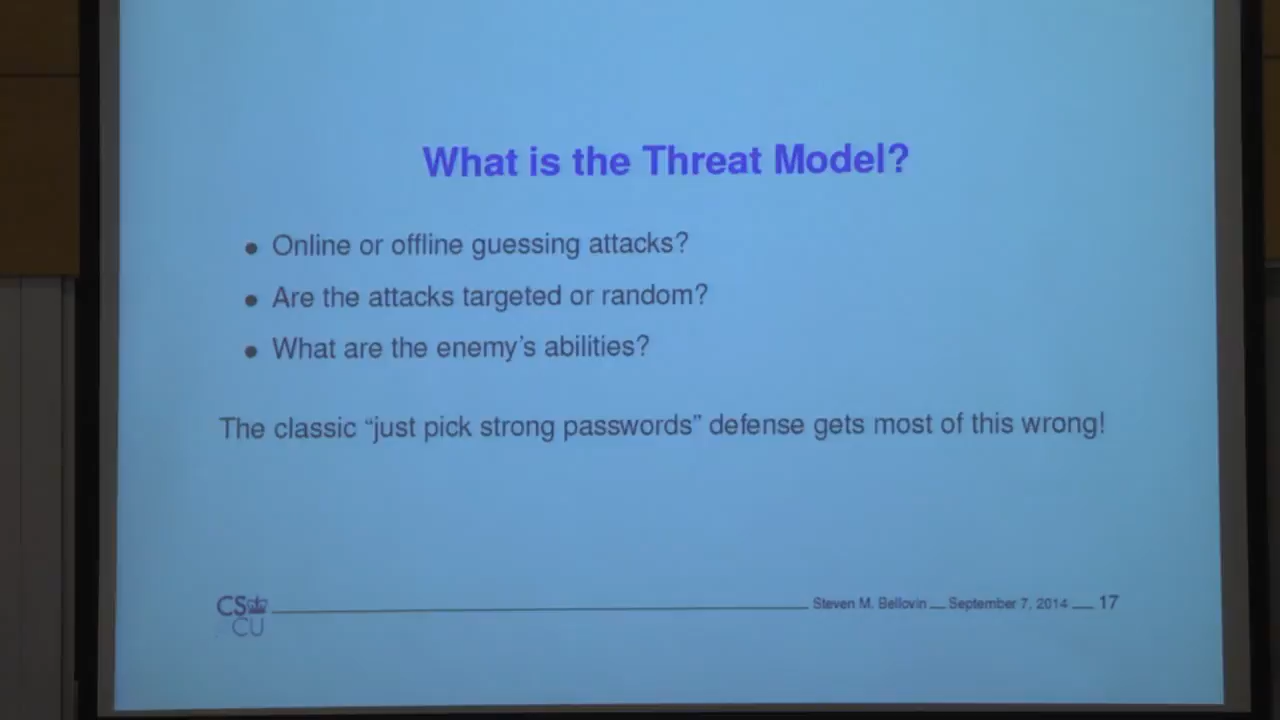 What is the Threat Model?
• Online or offline guessing attacks?
• Are the attacks targeted or random?
• What are the enemy's abilities?
The classic “just pick strong passwords” defense gets most of this wrong!
CS
CU
Steven M. Bellovin — September 7, 2014 — 17